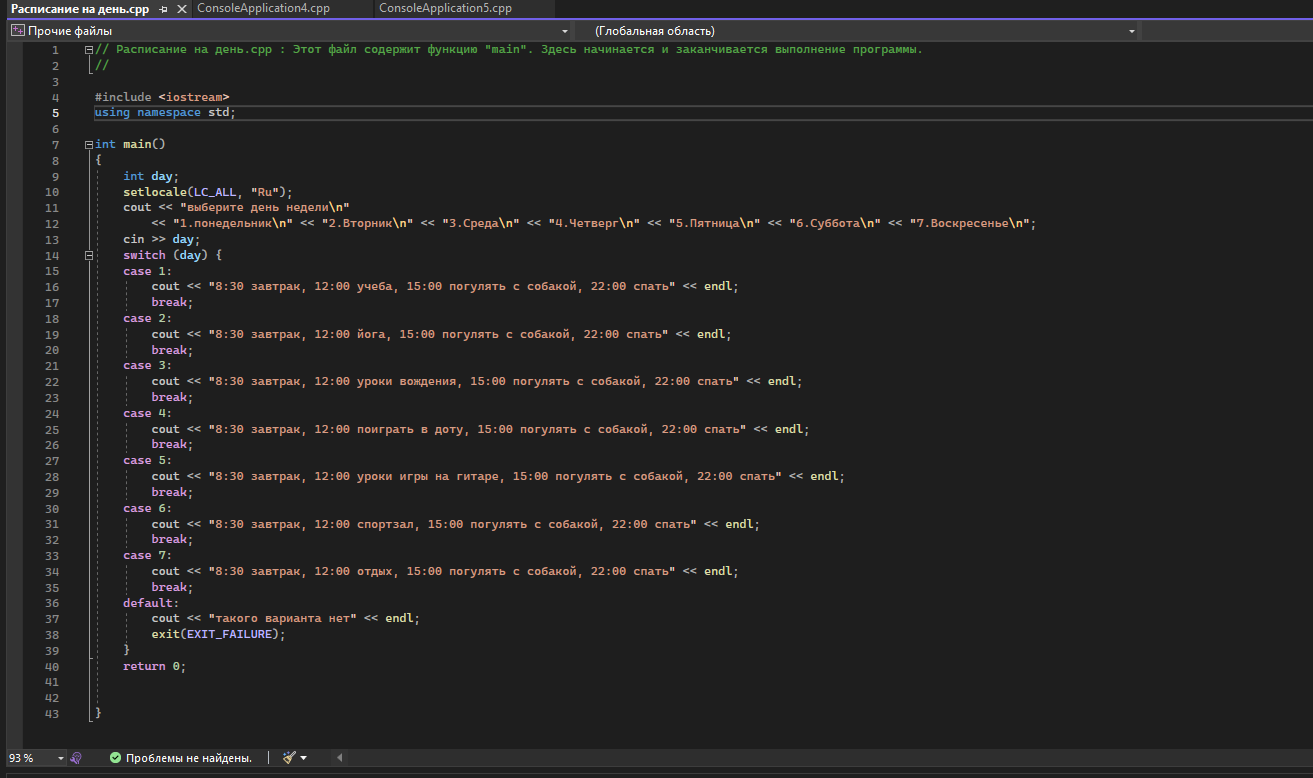 Расписание на день.cpp ConsoleApplication4.cpp ConsoleApplication5.cpp
Прочие файлы (Глобальная область)
1 // Расписание на день.cpp : Этот файл содержит функцию "main". Здесь начинается и заканчивается выполнение программы.
2 //
3
4 #include <iostream>
5 using namespace std;
6
7 int main()
8 {
9 int day;
10 setlocale(LC_ALL, "Ru");
11 cout << "выберите день недели\n"
12 << "1.понедельник\n" << "2.Вторник\n" << "3.Среда\n" << "4.Четверг\n" << "5.Пятница\n" << "6.Суббота\n" << "7.Воскресенье\n";
13 cin >> day;
14 switch (day) {
15 case 1:
16 cout << "8:30 завтрак, 12:00 учеба, 15:00 погулять с собакой, 22:00 спать" << endl;
17 break;
18 case 2:
19 cout << "8:30 завтрак, 12:00 йога, 15:00 погулять с собакой, 22:00 спать" << endl;
20 break;
21 case 3:
22 cout << "8:30 завтрак, 12:00 уроки вождения, 15:00 погулять с собакой, 22:00 спать" << endl;
23 break;
24 case 4:
25 cout << "8:30 завтрак, 12:00 поиграть в доту, 15:00 погулять с собакой, 22:00 спать" << endl;
26 break;
27 case 5:
28 cout << "8:30 завтрак, 12:00 уроки игры на гитаре, 15:00 погулять с собакой, 22:00 спать" << endl;
29 break;
30 case 6:
31 cout << "8:30 завтрак, 12:00 спортзал, 15:00 погулять с собакой, 22:00 спать" << endl;
32 break;
33 case 7:
34 cout << "8:30 завтрак, 12:00 отдых, 15:00 погулять с собакой, 22:00 спать" << endl;
35 break;
36 default:
37 cout << "такого варианта нет" << endl;
38 exit(EXIT_FAILURE);
39 }
40 return 0;
41
42
43 }
93 % Проблемы не найдены.